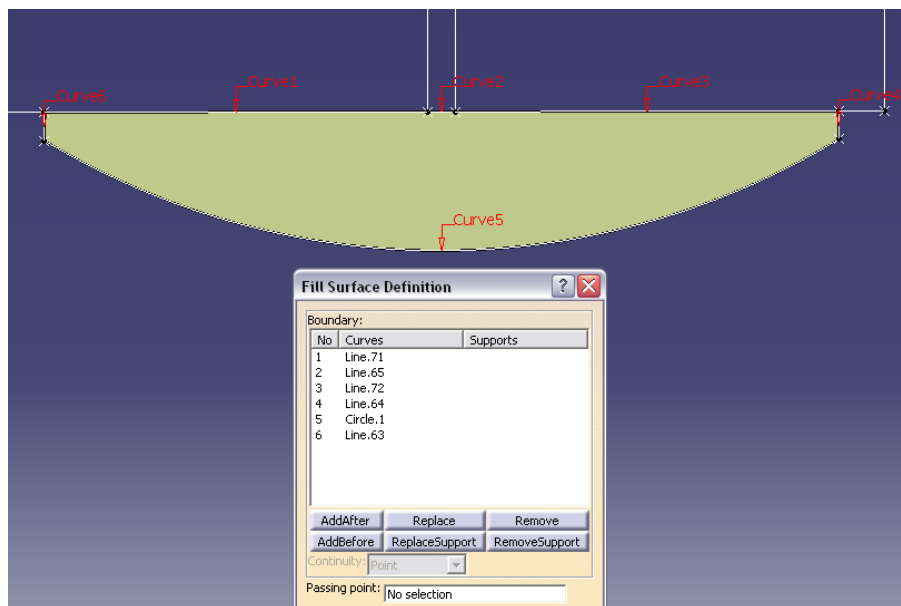 Curve1
Curve2
Curve3
Curve6
Curve4
Curve5
Fill Surface Definition
Boundary:
No Curves Supports
1 Line.71
2 Line.65
3 Line.72
4 Line.64
5 Circle.1
6 Line.63
AddAfter Replace Remove
AddBefore ReplaceSupport RemoveSupport
Continuity: Point
Passing point: No selection